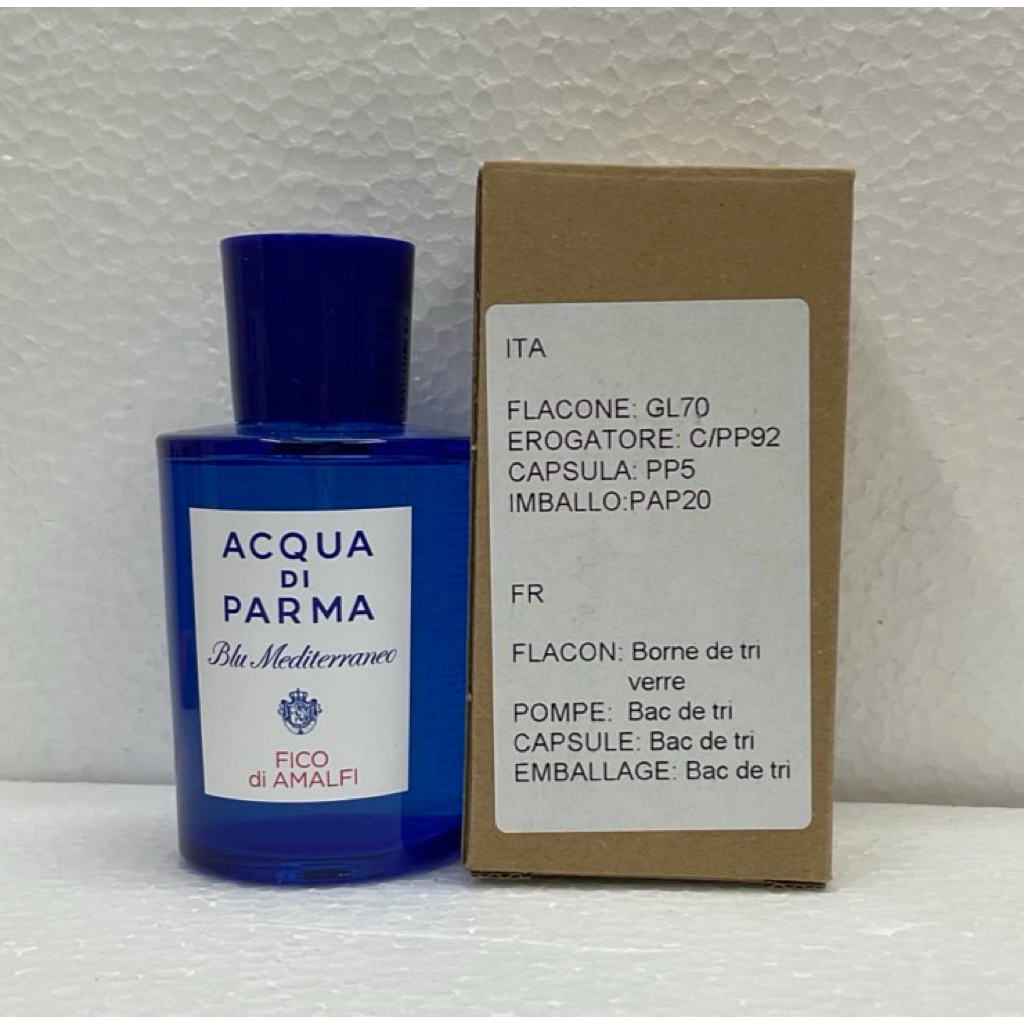 ACQUA
DI
PARMA
Blu Mediterraneo
FICO
di AMALFI
ITA
FLACONE: GL70
EROGATORE: C/PP92
CAPSULA: PP5
IMBALLO:PAP20
FR
FLACON: Borne de tri
verre
POMPE: Bac de tri
CAPSULE: Bac de tri
EMBALLAGE: Bac de tri